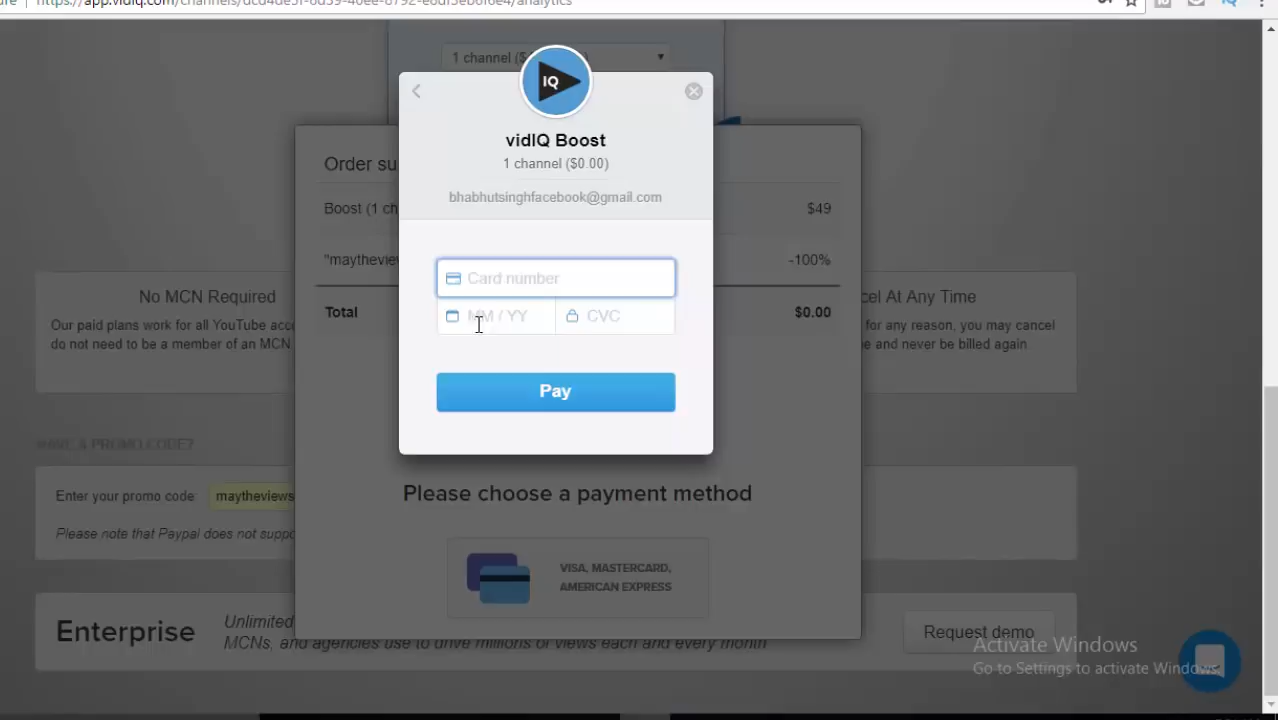 https://app.vidiq.com/channels/dcd4de5f-6d39-40ee-8792-e6df5eb6f6e4/analytics
1 channel ($
IQ
vidIQ Boost
1 channel ($0.00)
bhabhutsinghfacebook@gmail.com
Card number
MM / YY
CVC
Pay
Order su
Boost (1 ch
$49
"maytheview
-100%
Total
$0.00
No MCN Required
Our paid plans work for all YouTube acc
do not need to be a member of an MCN.
cel At Any Time
for any reason, you may cancel
e and never be billed again
HAVE A PROMO CODE?
Enter your promo code
maytheviews
Please note that Paypal does not suppo
Please choose a payment method
VISA, MASTERCARD,
AMERICAN EXPRESS
Enterprise
Unlimited
MCNs, and agencies use to drive millions or views each and every month
Request demo
Activate Windows
Go to Settings to activate Windows.